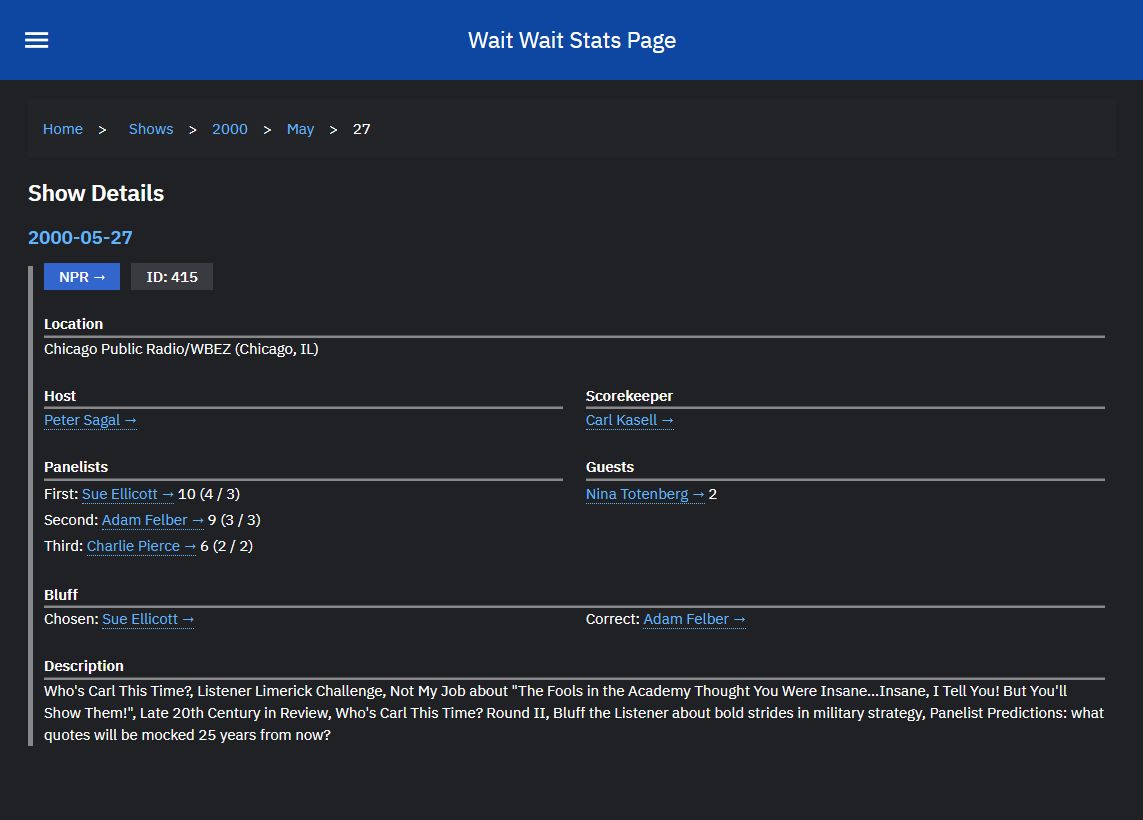 Wait Wait Stats Page
Home > Shows > 2000 > May > 27
Show Details
2000-05-27
NPR → ID: 415
Location
Chicago Public Radio/WBEZ (Chicago, IL)
Host
Peter Sagal →
Scorekeeper
Carl Kasell →
Panelists
First: Sue Ellicott → 10 (4 / 3)
Second: Adam Felber → 9 (3 / 3)
Third: Charlie Pierce → 6 (2 / 2)
Guests
Nina Totenberg → 2
Bluff
Chosen: Sue Ellicott →
Correct: Adam Felber →
Description
Who's Carl This Time?, Listener Limerick Challenge, Not My Job about "The Fools in the Academy Thought You Were Insane...Insane, I Tell You! But You'll
Show Them!", Late 20th Century in Review, Who's Carl This Time? Round II, Bluff the Listener about bold strides in military strategy, Panelist Predictions: what
quotes will be mocked 25 years from now?